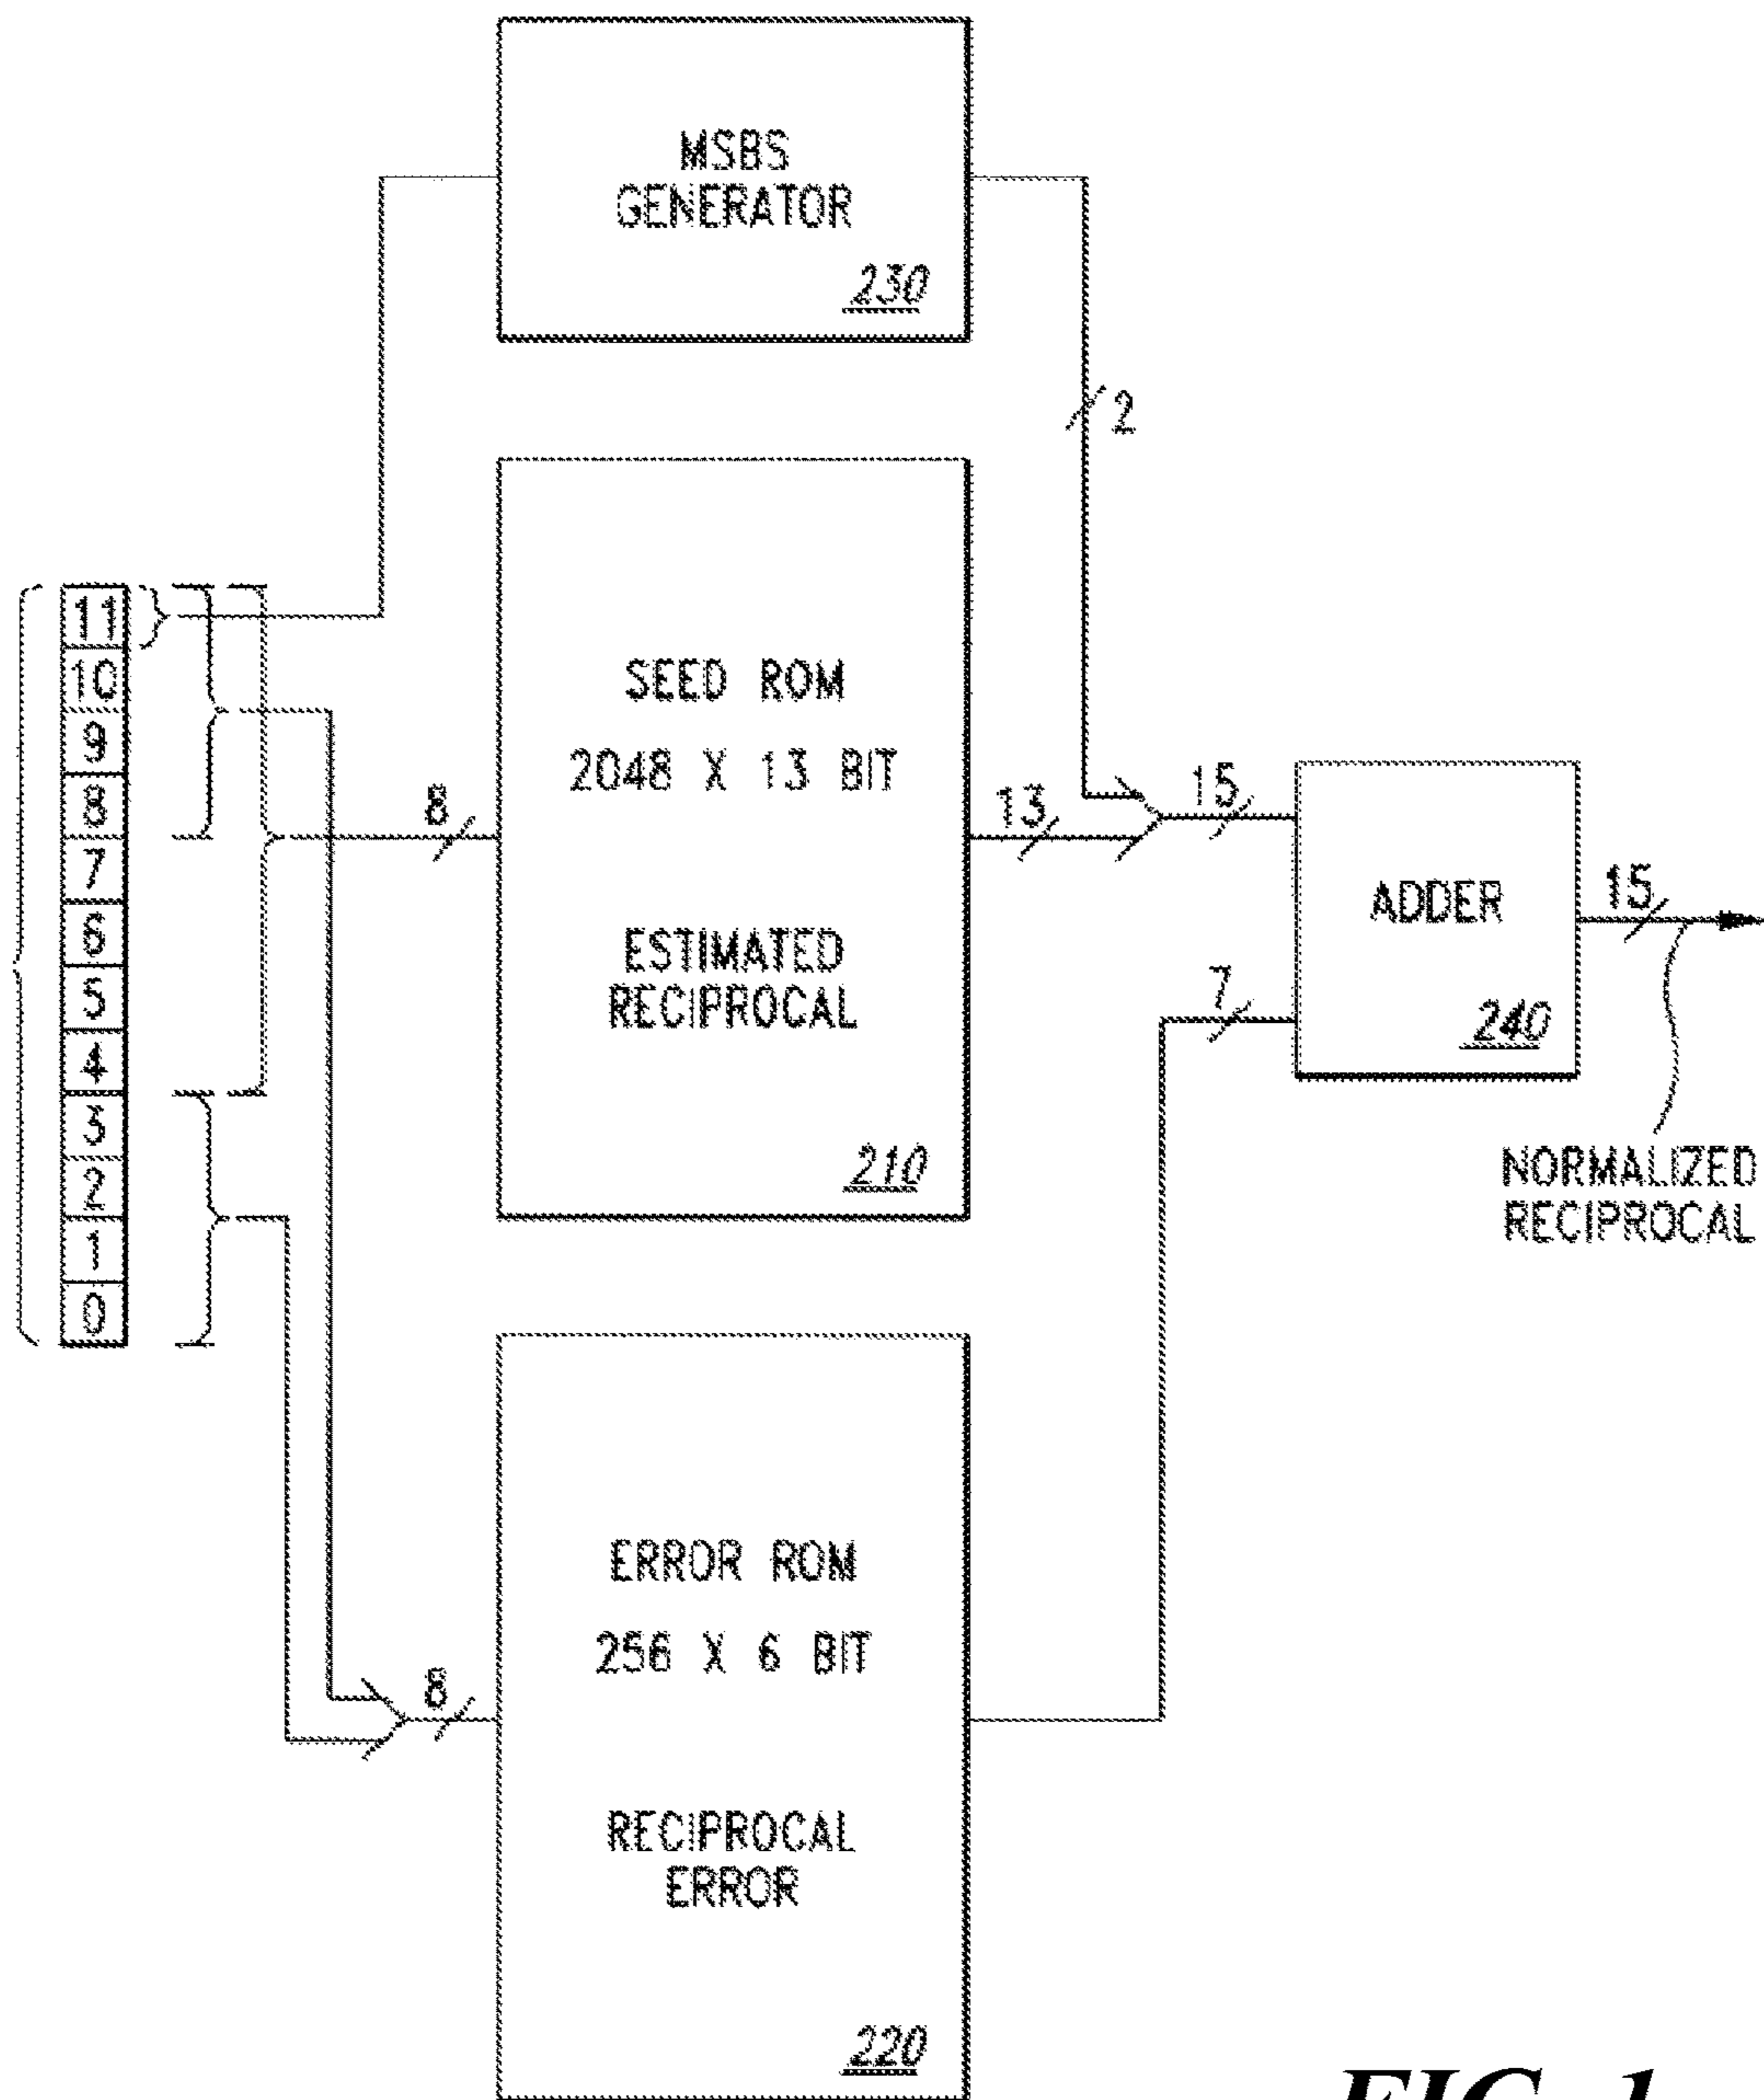 MSBS
GENERATOR
230
2
11
10
9
8
7
6
5
4
3
2
1
0
8
SEED ROM
2048 X 13 BIT
ESTIMATED
RECIPROCAL
210
13
15
ADDER
240
15
7
NORMALIZED
RECIPROCAL
8
ERROR ROM
256 X 6 BIT
RECIPROCAL
ERROR
220